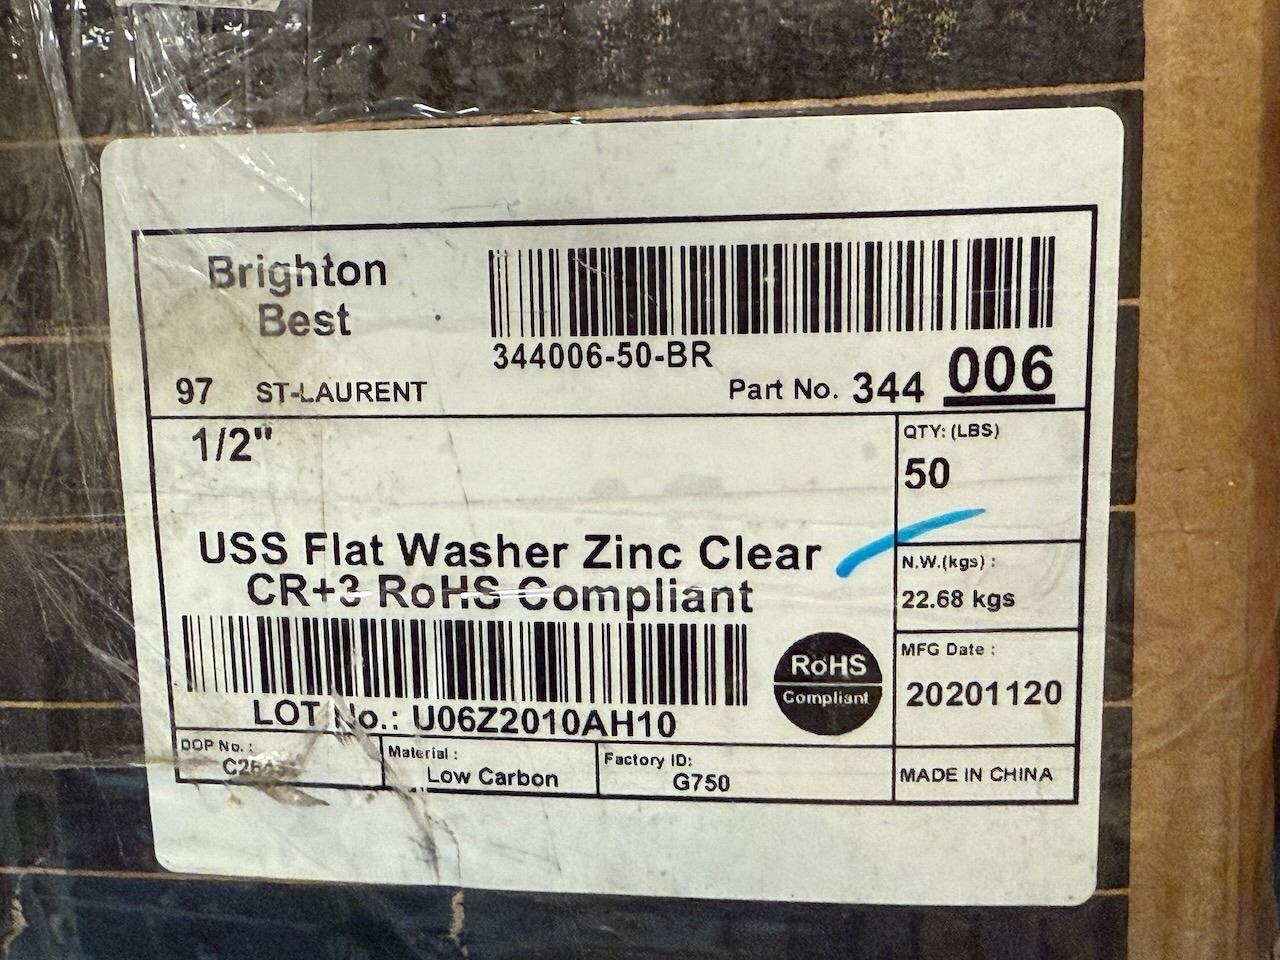 Brighton
Best
344006-50-BR
97 ST-LAURENT
Part No. 344 006
1/2"
QTY: (LBS)
50
USS Flat Washer Zinc Clear
CR+3 RoHS Compliant
N.W.(kgs) :
22.68 kgs
LOT No.: U06Z2010AH10
RoHS
Compliant
MFG Date :
20201120
DOP No. :
Material :
Low Carbon
Factory ID:
G750
MADE IN CHINA